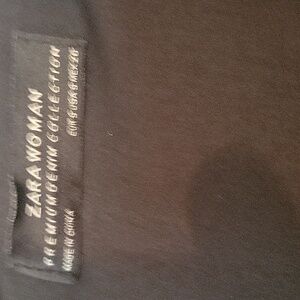 ZARA WOMAN
PREMIUM DENIM COLLECTION
EUR S USA S MEX 26
MADE IN CHINA